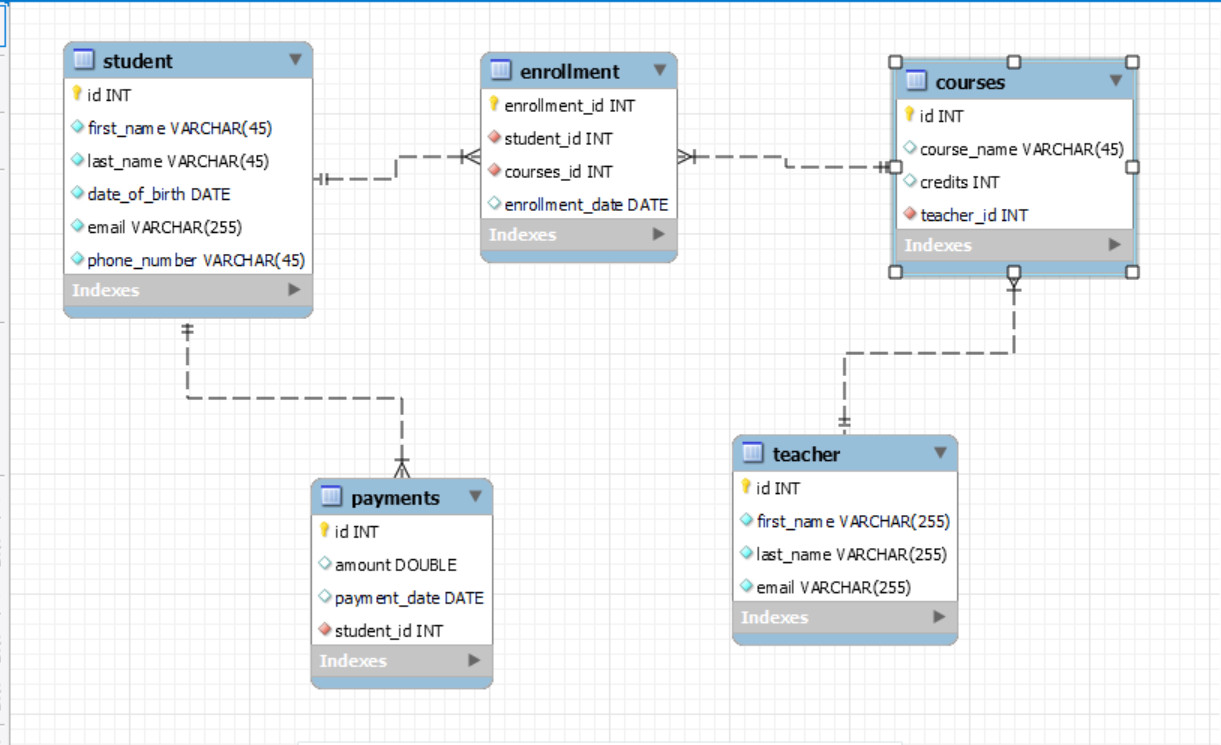 student
id INT
first_name VARCHAR(45)
last_name VARCHAR(45)
date_of_birth DATE
email VARCHAR(255)
phone_number VARCHAR(45)
Indexes
enrollment
enrollment_id INT
student_id INT
courses_id INT
enrollment_date DATE
Indexes
courses
id INT
course_name VARCHAR(45)
credits INT
teacher_id INT
Indexes
payments
id INT
amount DOUBLE
payment_date DATE
student_id INT
Indexes
teacher
id INT
first_name VARCHAR(255)
last_name VARCHAR(255)
email VARCHAR(255)
Indexes